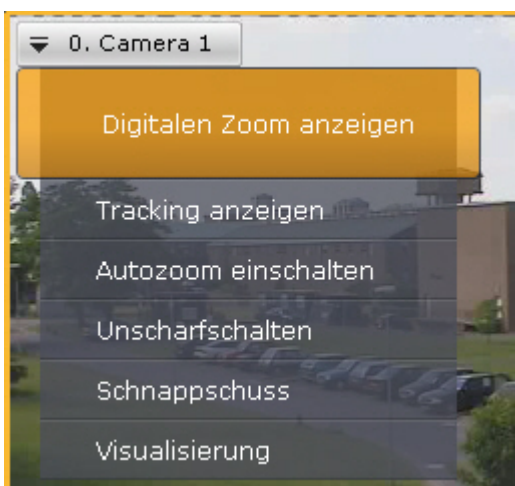 0. Camera 1
Digitalen Zoom anzeigen
Tracking anzeigen
Autozoom einschalten
Unscharfschalten
Schnappschuss
Visualisierung